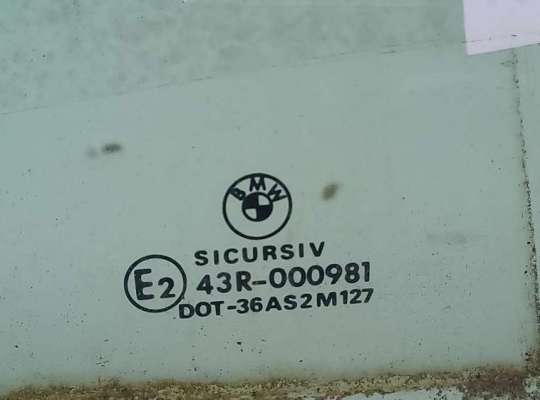 BMW
SICURSIV
E2 43R-000981
DOT-36AS2M127